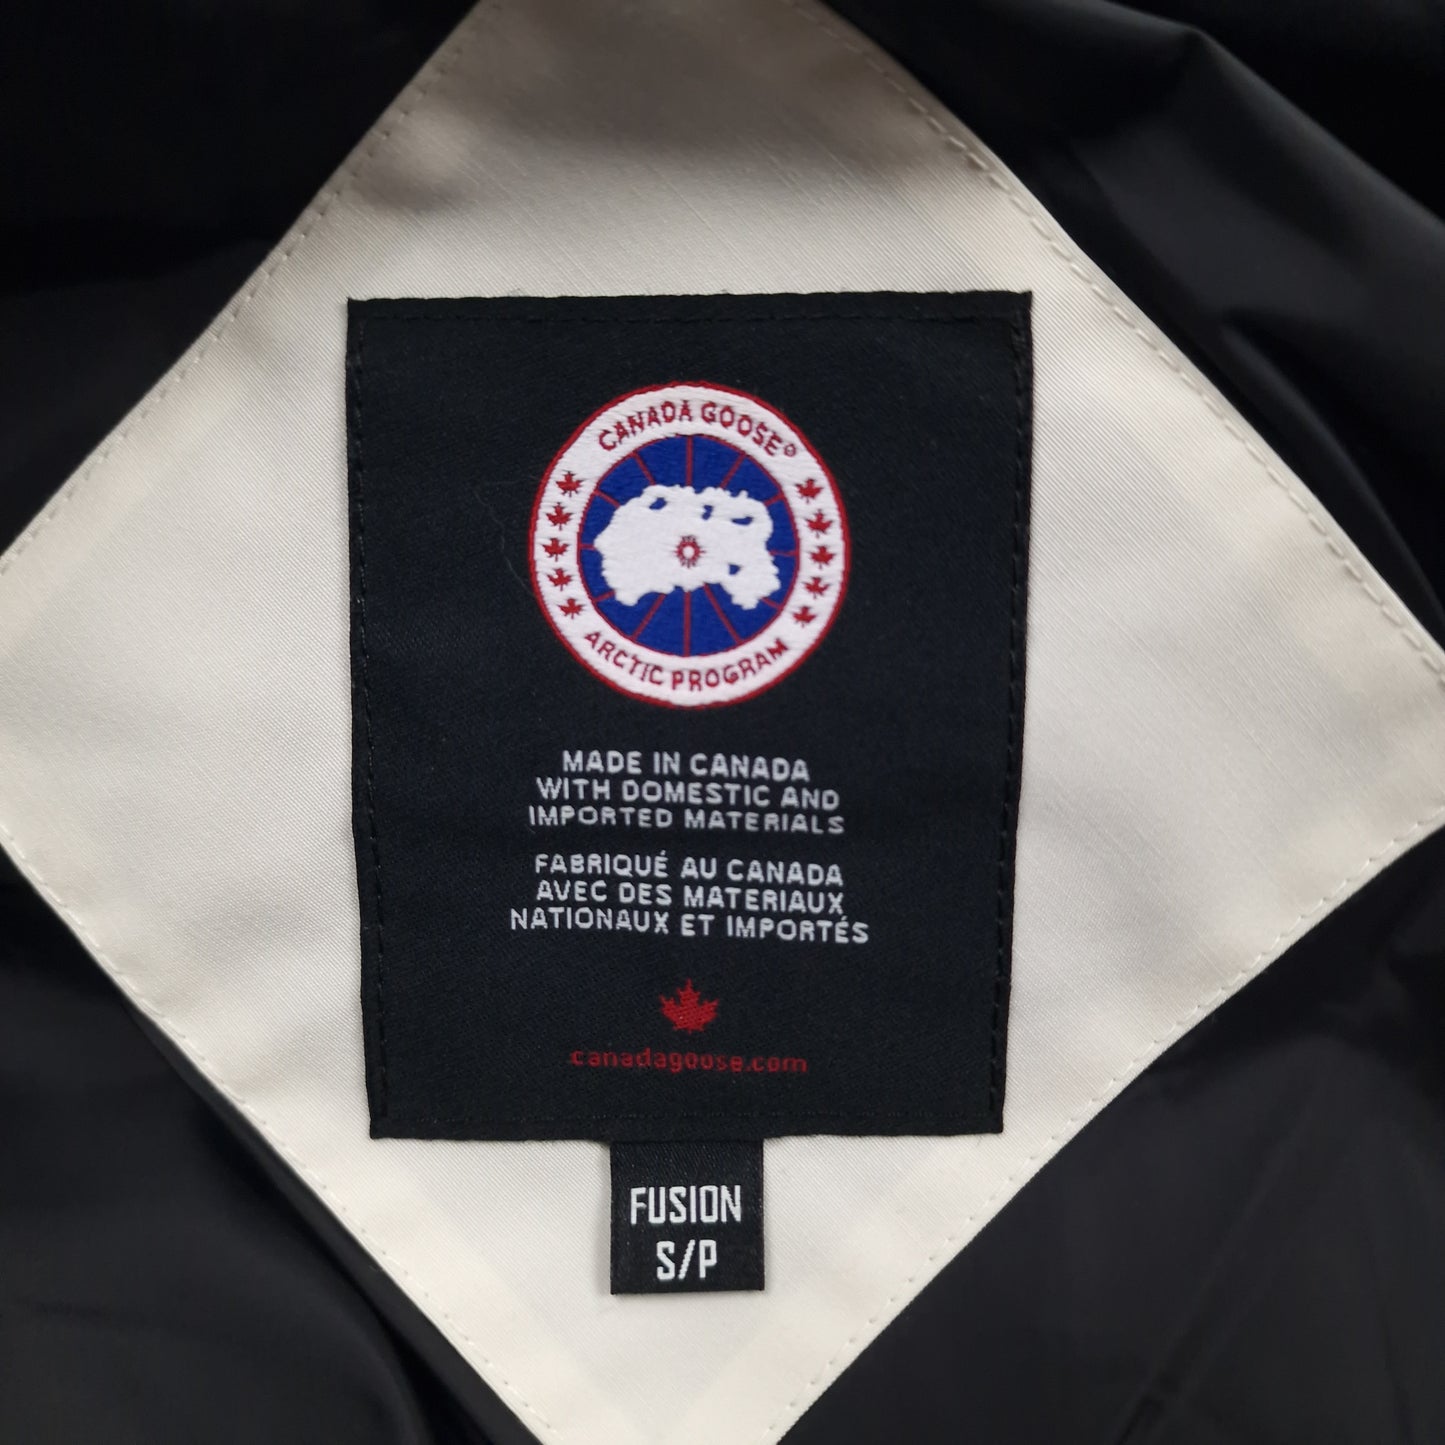 CANADA GOOSE®
ARCTIC PROGRAM
MADE IN CANADA
WITH DOMESTIC AND
IMPORTED MATERIALS
FABRIQUÉ AU CANADA
AVEC DES MATERIAUX
NATIONAUX ET IMPORTÉS
canadagoose.com
FUSION
S/P